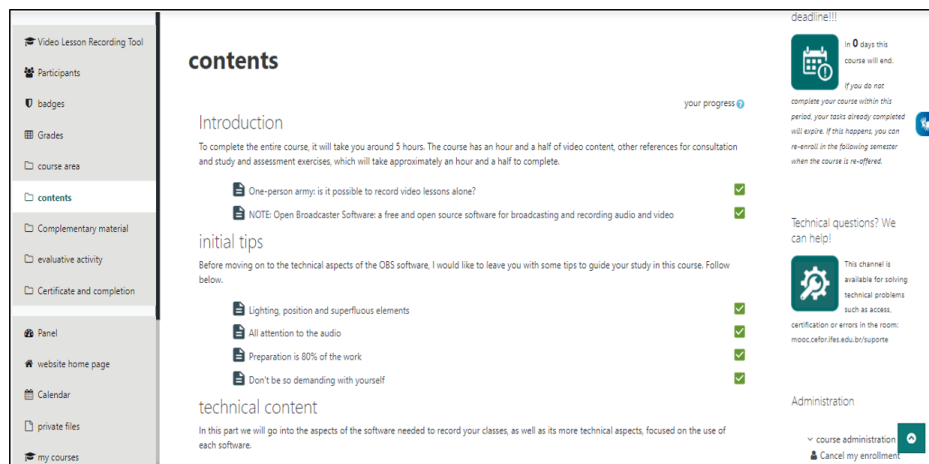 Video Lesson Recording Tool
Participants
badges
Grades
course area
contents
Complementary material
evaluative activity
Certificate and completion
Panel
website home page
Calendar
private files
my courses
contents
your progress
Introduction
To complete the entire course, it will take you around 5 hours. The course has an hour and a half of video content, other references for consultation
and study and assessment exercises, which will take approximately an hour and a half to complete.
One-person army: is it possible to record video lessons alone?
NOTE: Open Broadcaster Software: a free and open source software for broadcasting and recording audio and video
initial tips
Before moving on to the technical aspects of the OBS software, I would like to leave you with some tips to guide your study in this course. Follow
below.
Lighting, position and superfluous elements
All attention to the audio
Preparation is 80% of the work
Don't be so demanding with yourself
technical content
In this part we will go into the aspects of the software needed to record your classes, as well as its more technical aspects, focused on the use of
each software.
deadline!!!
In 0 days this
course will end.
If you do not
complete your course within this
period, your tasks already completed
will expire. If this happens, you can
re-enroll in the following semester
when the course is re-offered.
Technical questions? We
can help!
This channel is
available for solving
technical problems
such as access,
certification or errors in the room:
mooc.cefor.ifes.edu.br/suporte
Administration
course administration
Cancel my enrollment